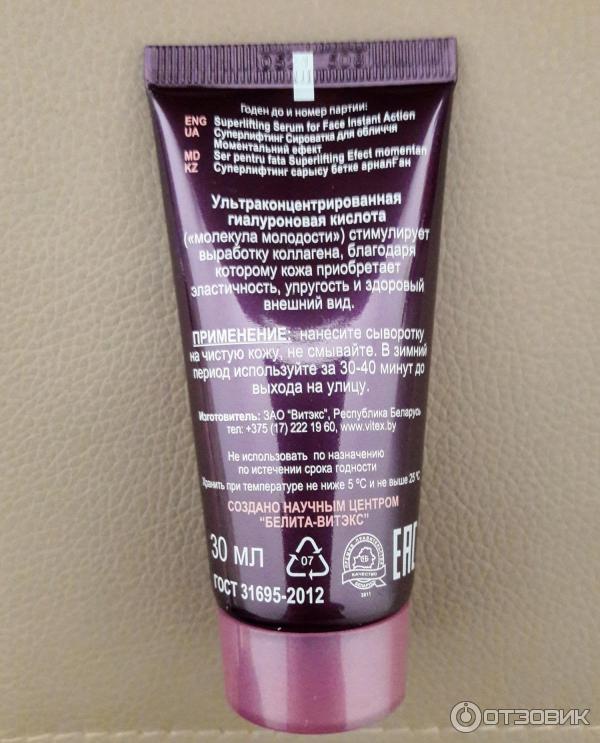 Годен до и номер партии:
ENG Superlifting Serum for Face Instant Action
UA Суперлифтинг Сироватка для обличчя
Моментальний ефект
MD Ser pentru fata Superlifting Efect momentan
KZ Суперлифтинг сарысу бетке арналҒан
Ультраконцентрированная
гиалуроновая кислота
(«молекула молодости») стимулирует
выработку коллагена, благодаря
которому кожа приобретает
эластичность, упругость и здоровый
внешний вид.
ПРИМЕНЕНИЕ: нанесите сыворотку
на чистую кожу, не смывайте. В зимний
период используйте за 30-40 минут до
выхода на улицу.
Изготовитель: ЗАО "Витэкс", Республика Беларусь
тел: +375 (17) 222 19 60, www.vitex.by
Не использовать по назначению
по истечении срока годности
Хранить при температуре не ниже 5 °С и не выше 25 °С
СОЗДАНО НАУЧНЫМ ЦЕНТРОМ
"БЕЛИТА-ВИТЭКС"
30 МЛ
07
КАЧЕСТВО
2011
EAC
ГОСТ 31695-2012
ОТЗОВИК